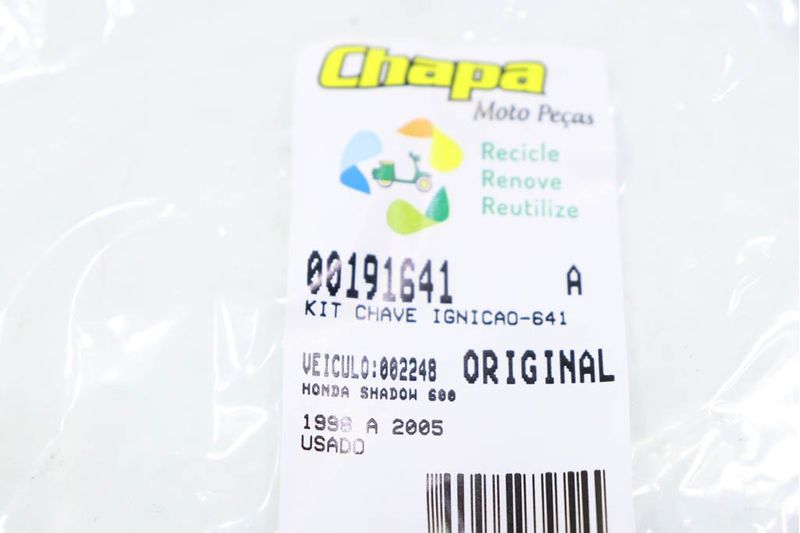 Chapa
Moto Peças
Recicle
Renove
Reutilize
00191641 A
KIT CHAVE IGNICAO-641
VEICULO:002248 ORIGINAL
HONDA SHADOW 600
1998 A 2005
USADO